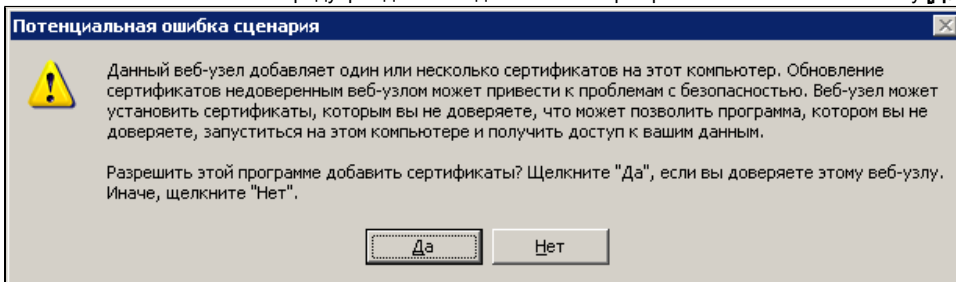 Потенциальная ошибка сценария
Данный веб-узел добавляет один или несколько сертификатов на этот компьютер. Обновление
сертификатов недоверенным веб-узлом может привести к проблемам с безопасностью. Веб-узел может
установить сертификаты, которым вы не доверяете, что может позволить программа, котором вы не
доверяете, запуститься на этом компьютере и получить доступ к вашим данным.
Разрешить этой программе добавить сертификаты? Щелкните "Да", если вы доверяете этому веб-узлу.
Иначе, щелкните "Нет".
Да
Нет